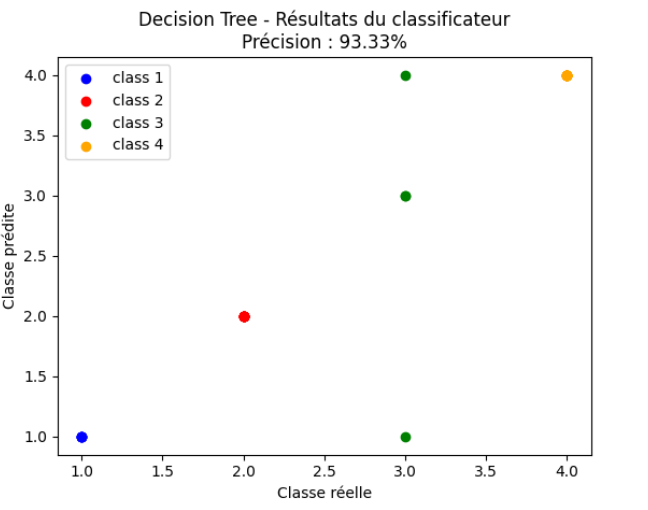 Decision Tree - Résultats du classificateur
Précision : 93.33%
class 1
class 2
class 3
class 4
4.0
3.5
3.0
2.5
2.0
1.5
1.0
Classe prédite
1.0 1.5 2.0 2.5 3.0 3.5 4.0
Classe réelle